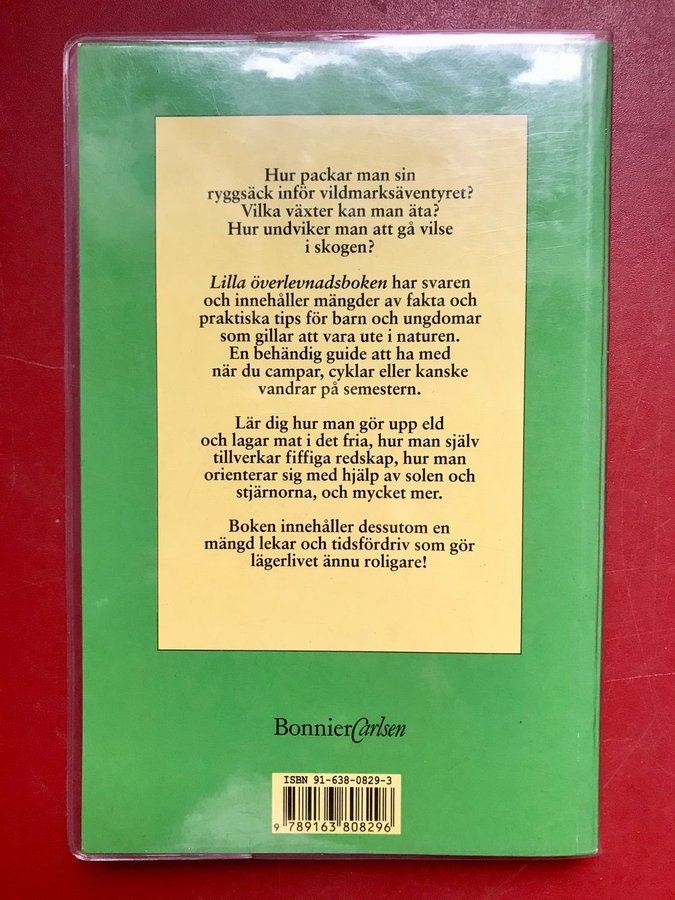 Hur packar man sin
ryggsäck inför vildmarksäventyret?
Vilka växter kan man äta?
Hur undviker man att gå vilse
i skogen?
Lilla överlevnadsboken har svaren
och innehåller mängder av fakta och
praktiska tips för barn och ungdomar
som gillar att vara ute i naturen.
En behändig guide att ha med
när du campar, cyklar eller kanske
vandrar på semestern.
Lär dig hur man gör upp eld
och lagar mat i det fria, hur man själv
tillverkar fiffiga redskap, hur man
orienterar sig med hjälp av solen och
stjärnorna, och mycket mer.
Boken innehåller dessutom en
mängd lekar och tidsfördriv som gör
lägerlivet ännu roligare!
BonnierCarlsen
ISBN 91-638-0829-3
9 789163 808296